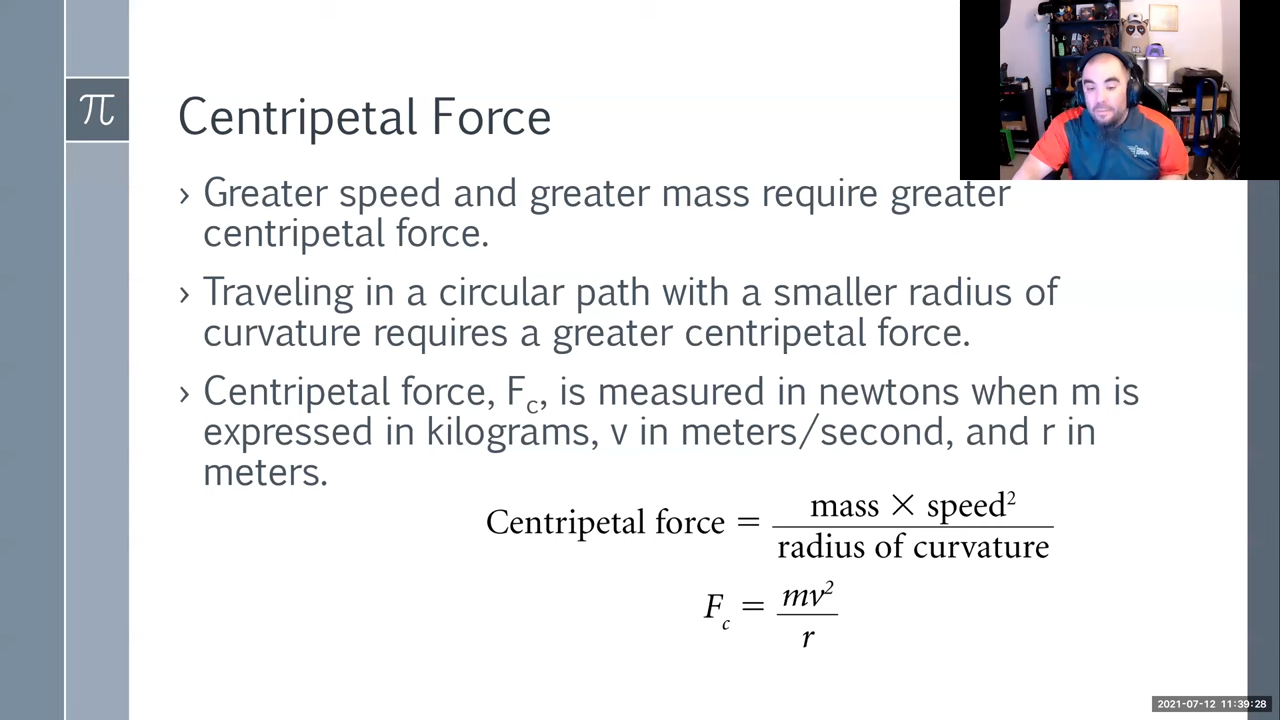 π
Centripetal Force
› Greater speed and greater mass require greater
centripetal force.
› Traveling in a circular path with a smaller radius of
curvature requires a greater centripetal force.
› Centripetal force, F_c, is measured in newtons when m is
expressed in kilograms, v in meters/second, and r in
meters.
Centripetal force = mass × speed² / radius of curvature
F_c = mv² / r
2021-07-12 11:39:28